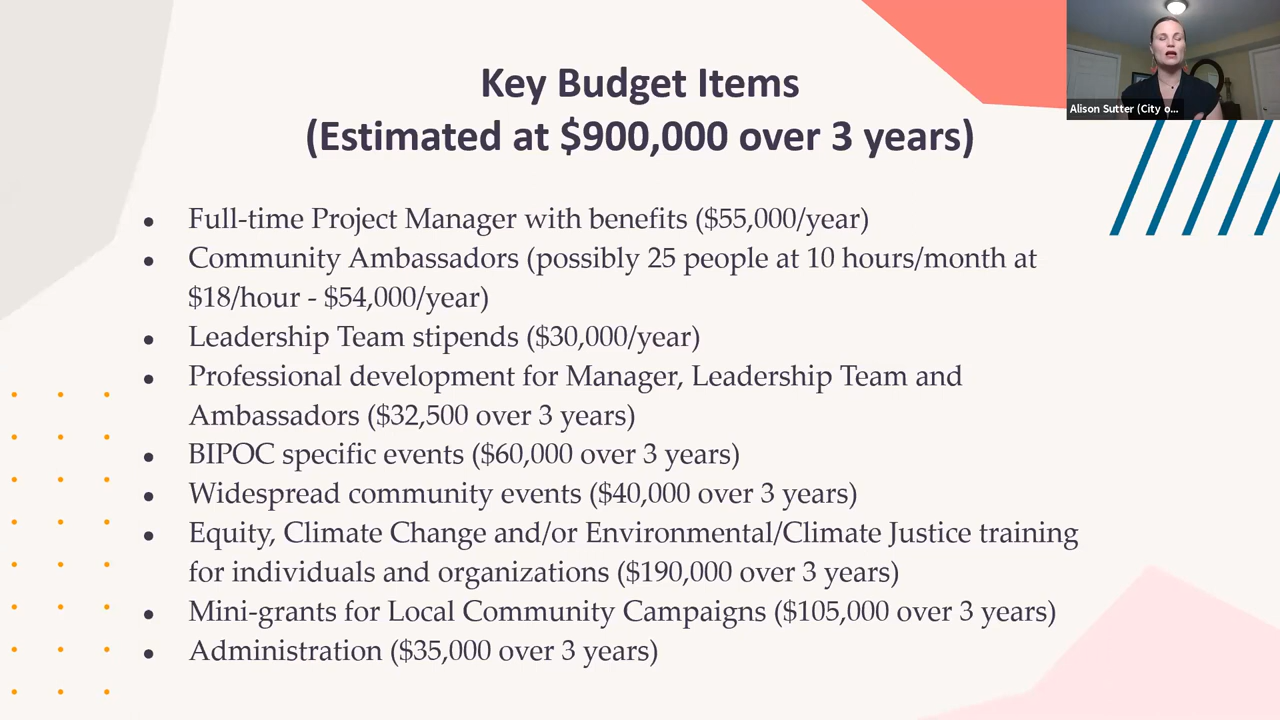 Key Budget Items
(Estimated at $900,000 over 3 years)
Alison Sutter (City o...
● Full-time Project Manager with benefits ($55,000/year)
● Community Ambassadors (possibly 25 people at 10 hours/month at
$18/hour - $54,000/year)
● Leadership Team stipends ($30,000/year)
● Professional development for Manager, Leadership Team and
Ambassadors ($32,500 over 3 years)
● BIPOC specific events ($60,000 over 3 years)
● Widespread community events ($40,000 over 3 years)
● Equity, Climate Change and/or Environmental/Climate Justice training
for individuals and organizations ($190,000 over 3 years)
● Mini-grants for Local Community Campaigns ($105,000 over 3 years)
● Administration ($35,000 over 3 years)